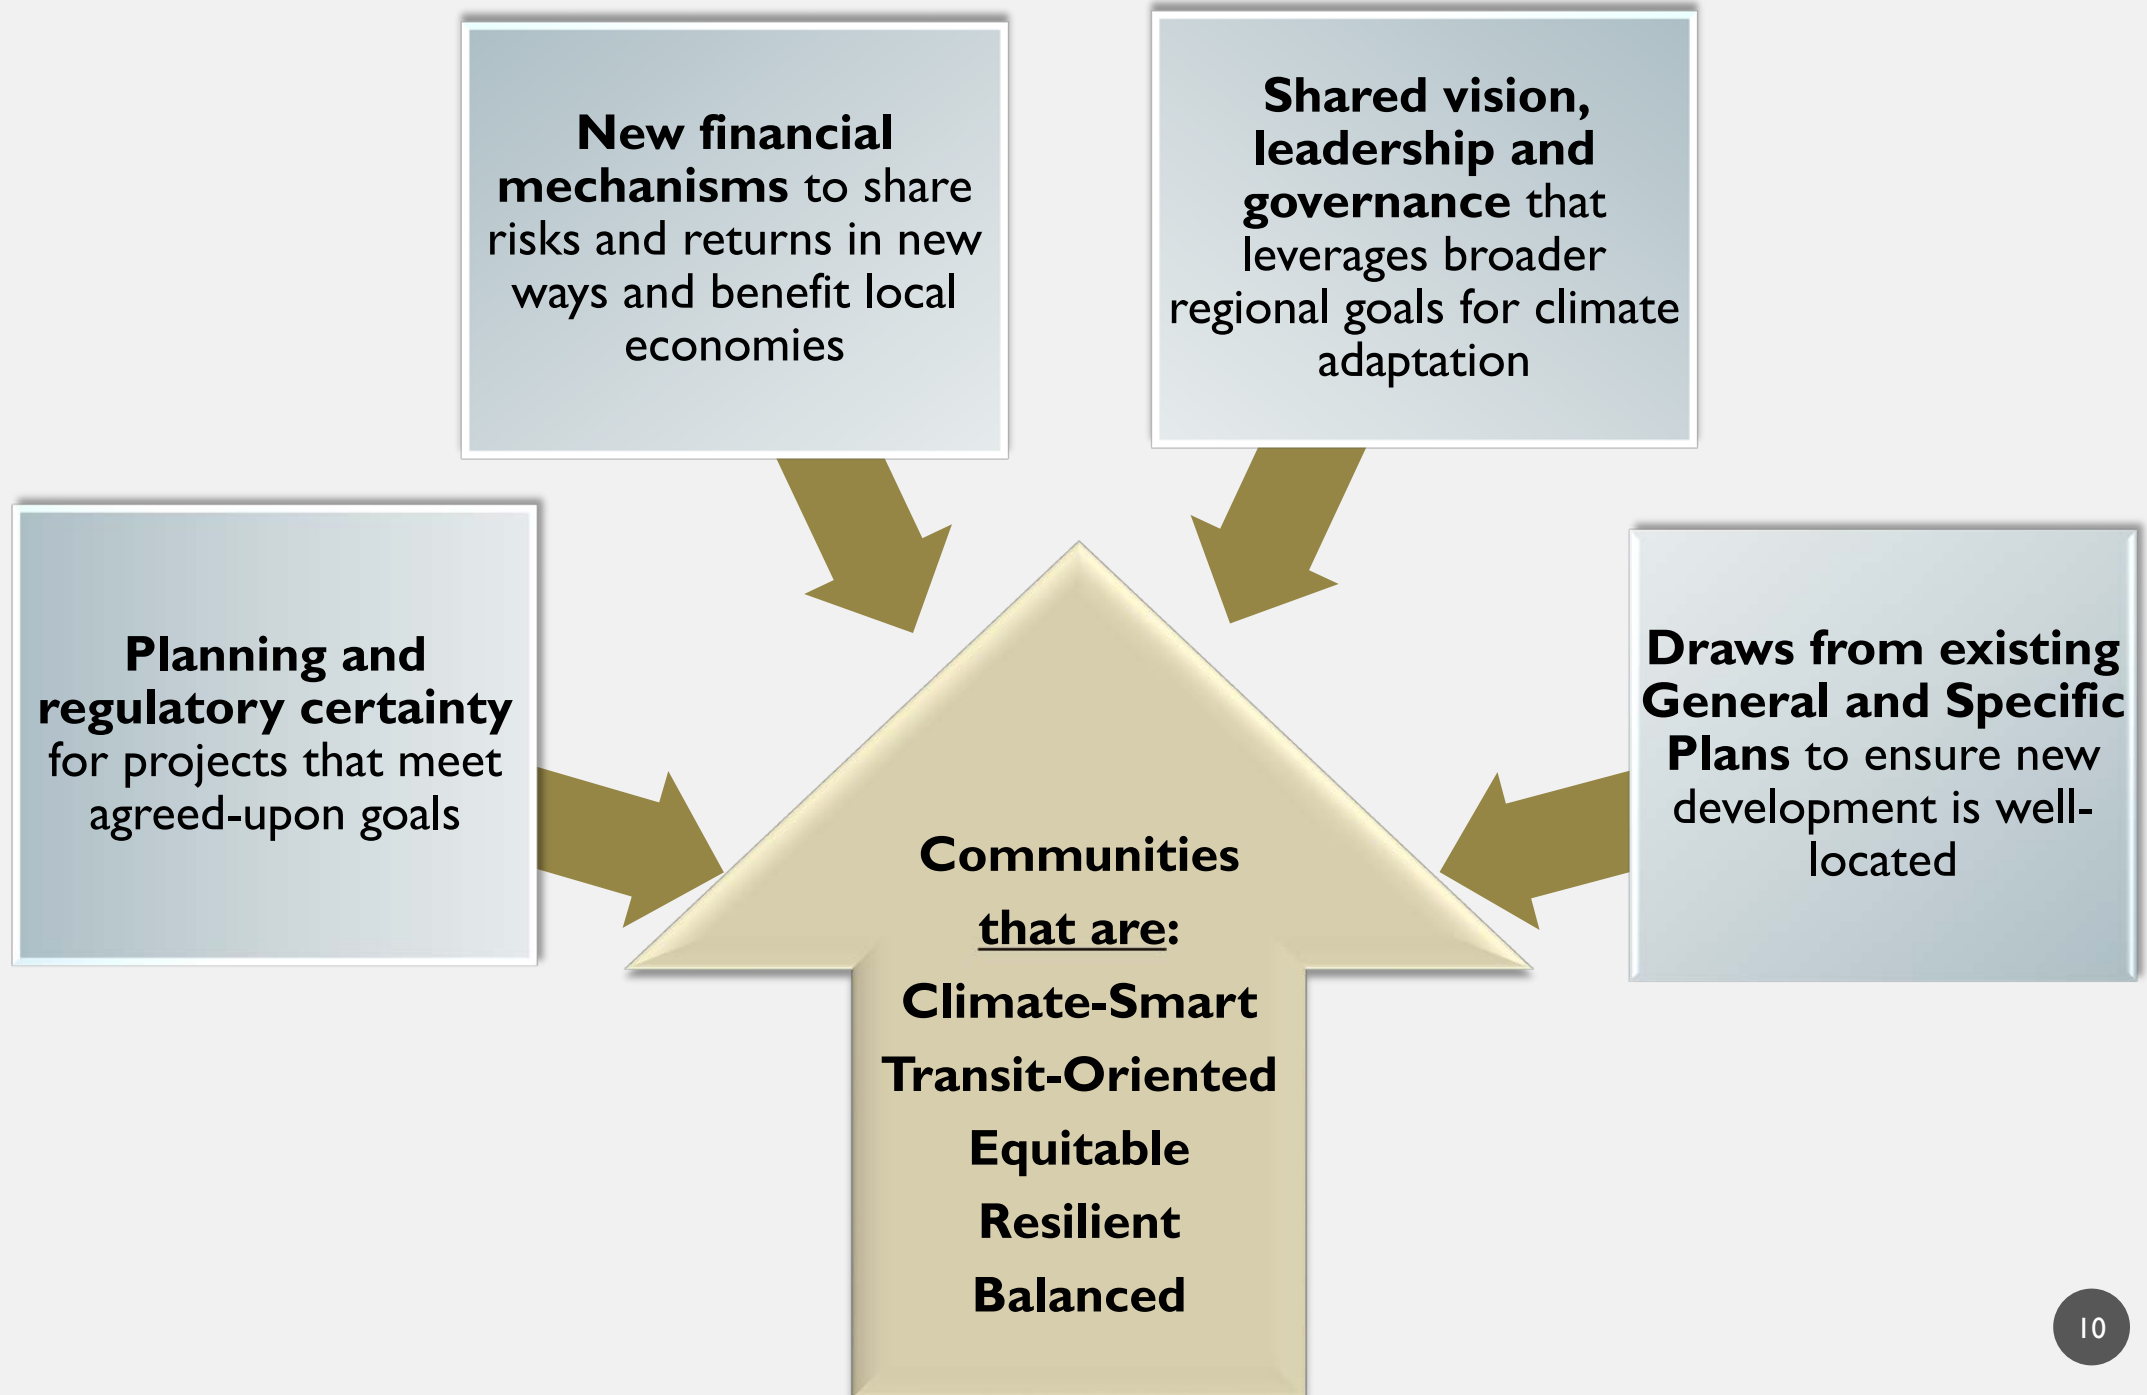 New financial
mechanisms to share
risks and returns in new
ways and benefit local
economies
Shared vision,
leadership and
governance that
leverages broader
regional goals for climate
adaptation
Planning and
regulatory certainty
for projects that meet
agreed-upon goals
Draws from existing
General and Specific
Plans to ensure new
development is well-
located
Communities
that are:
Climate-Smart
Transit-Oriented
Equitable
Resilient
Balanced
10